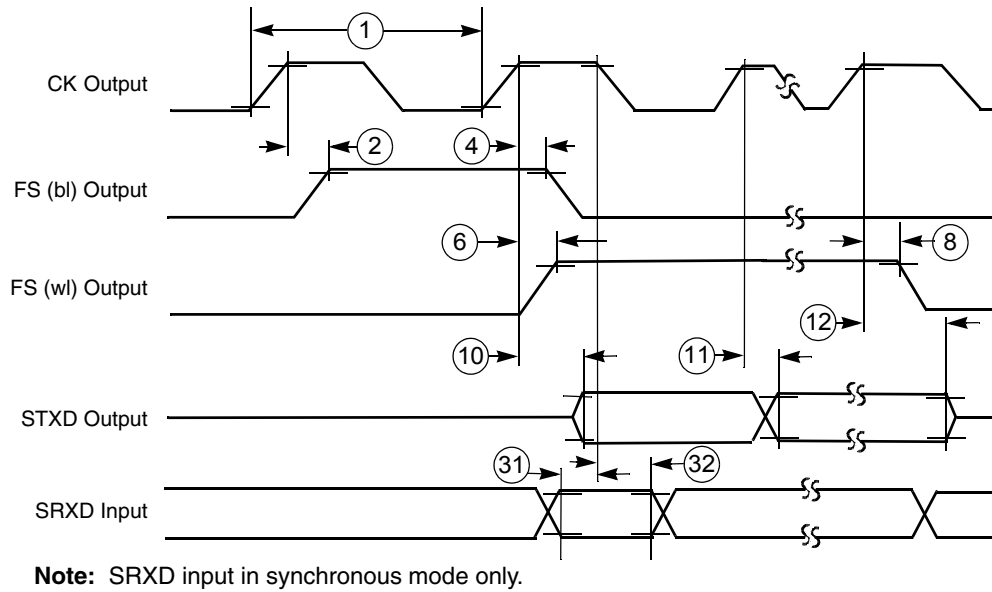 1
CK Output
2
4
FS (bl) Output
6
8
FS (wl) Output
10
11
12
STXD Output
31
32
SRXD Input
Note: SRXD input in synchronous mode only.